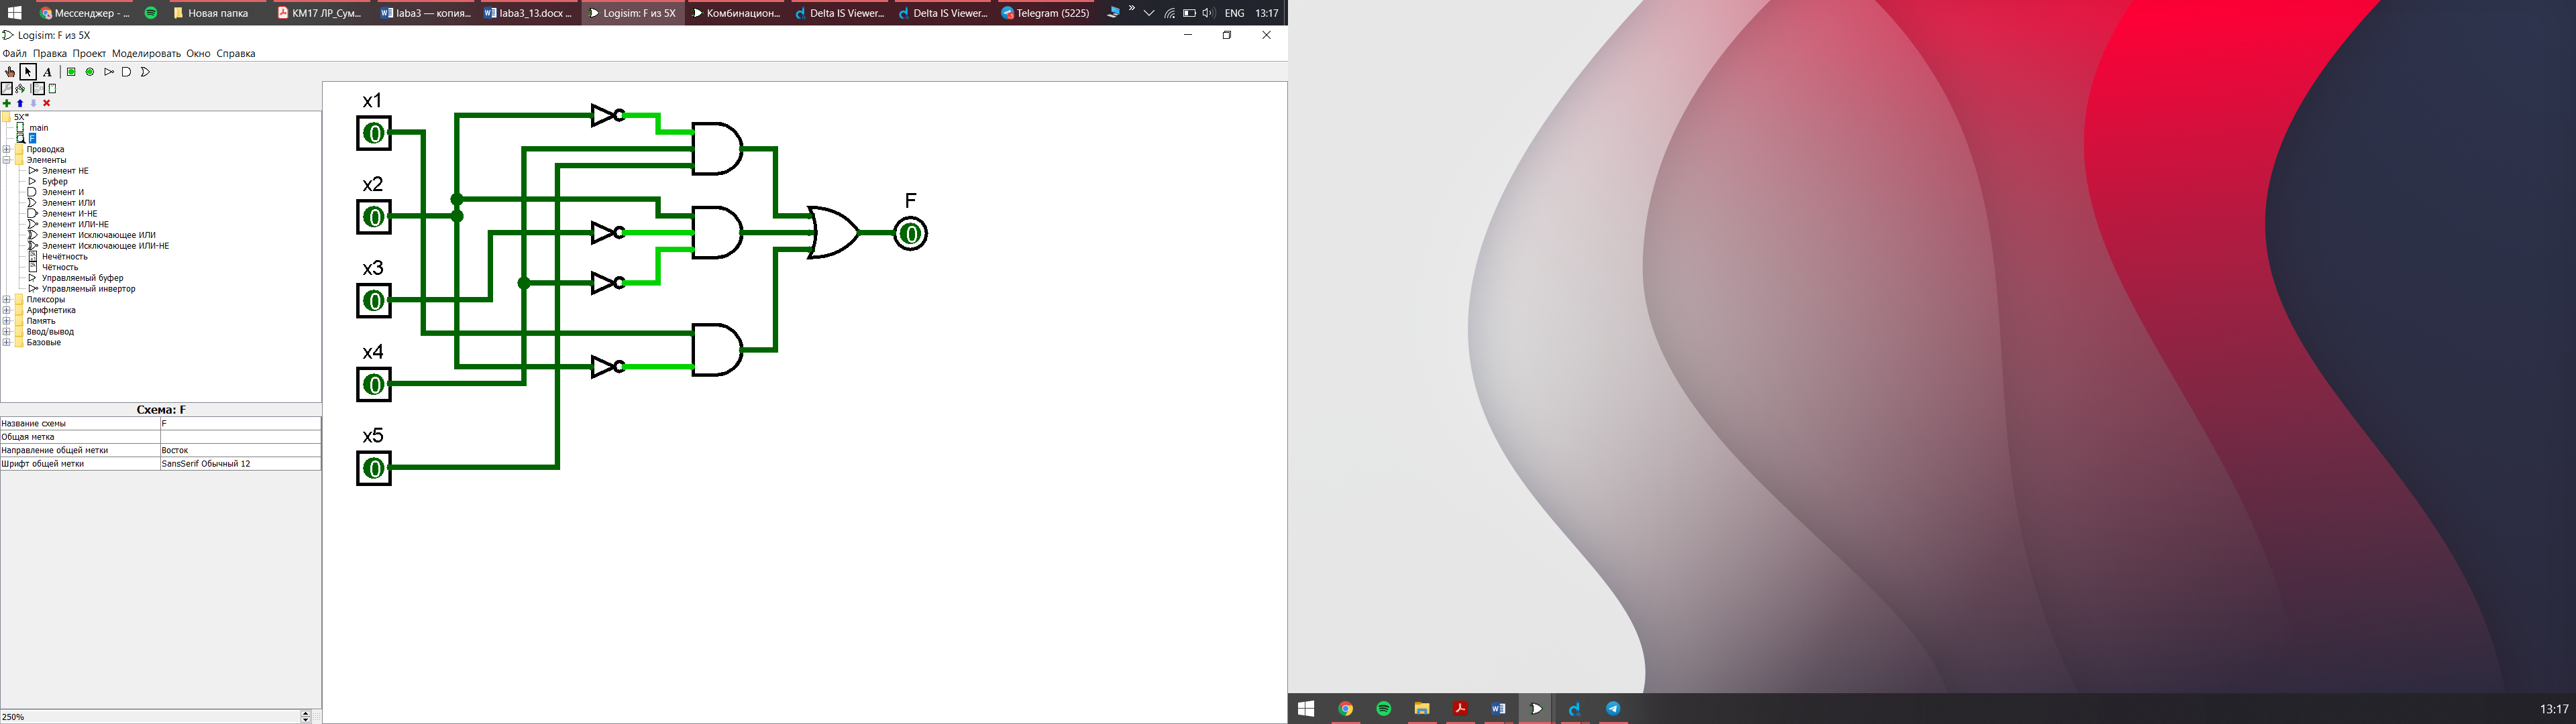 Мессенджер - ...
Новая папка
КМ17 ЛР_Сум...
laba3 — копия...
laba3_13.docx ...
Logisim: F из 5X
Комбинацион...
Delta IS Viewer...
Delta IS Viewer...
Telegram (5225)
»
ENG
13:17
Logisim: F из 5X
Файл Правка Проект Моделировать Окно Справка
A
5X*
main
F
Проводка
Элементы
Элемент НЕ
Буфер
Элемент И
Элемент ИЛИ
Элемент И-НЕ
Элемент ИЛИ-НЕ
Элемент Исключающее ИЛИ
Элемент Исключающее ИЛИ-НЕ
Нечётность
Чётность
Управляемый буфер
Управляемый инвертор
Плексоры
Арифметика
Память
Ввод/вывод
Базовые
Схема: F
Название схемы F
Общая метка
Направление общей метки Восток
Шрифт общей метки SansSerif Обычный 12
250%
x1
0
x2
0
x3
0
x4
0
x5
0
F
0
13:17